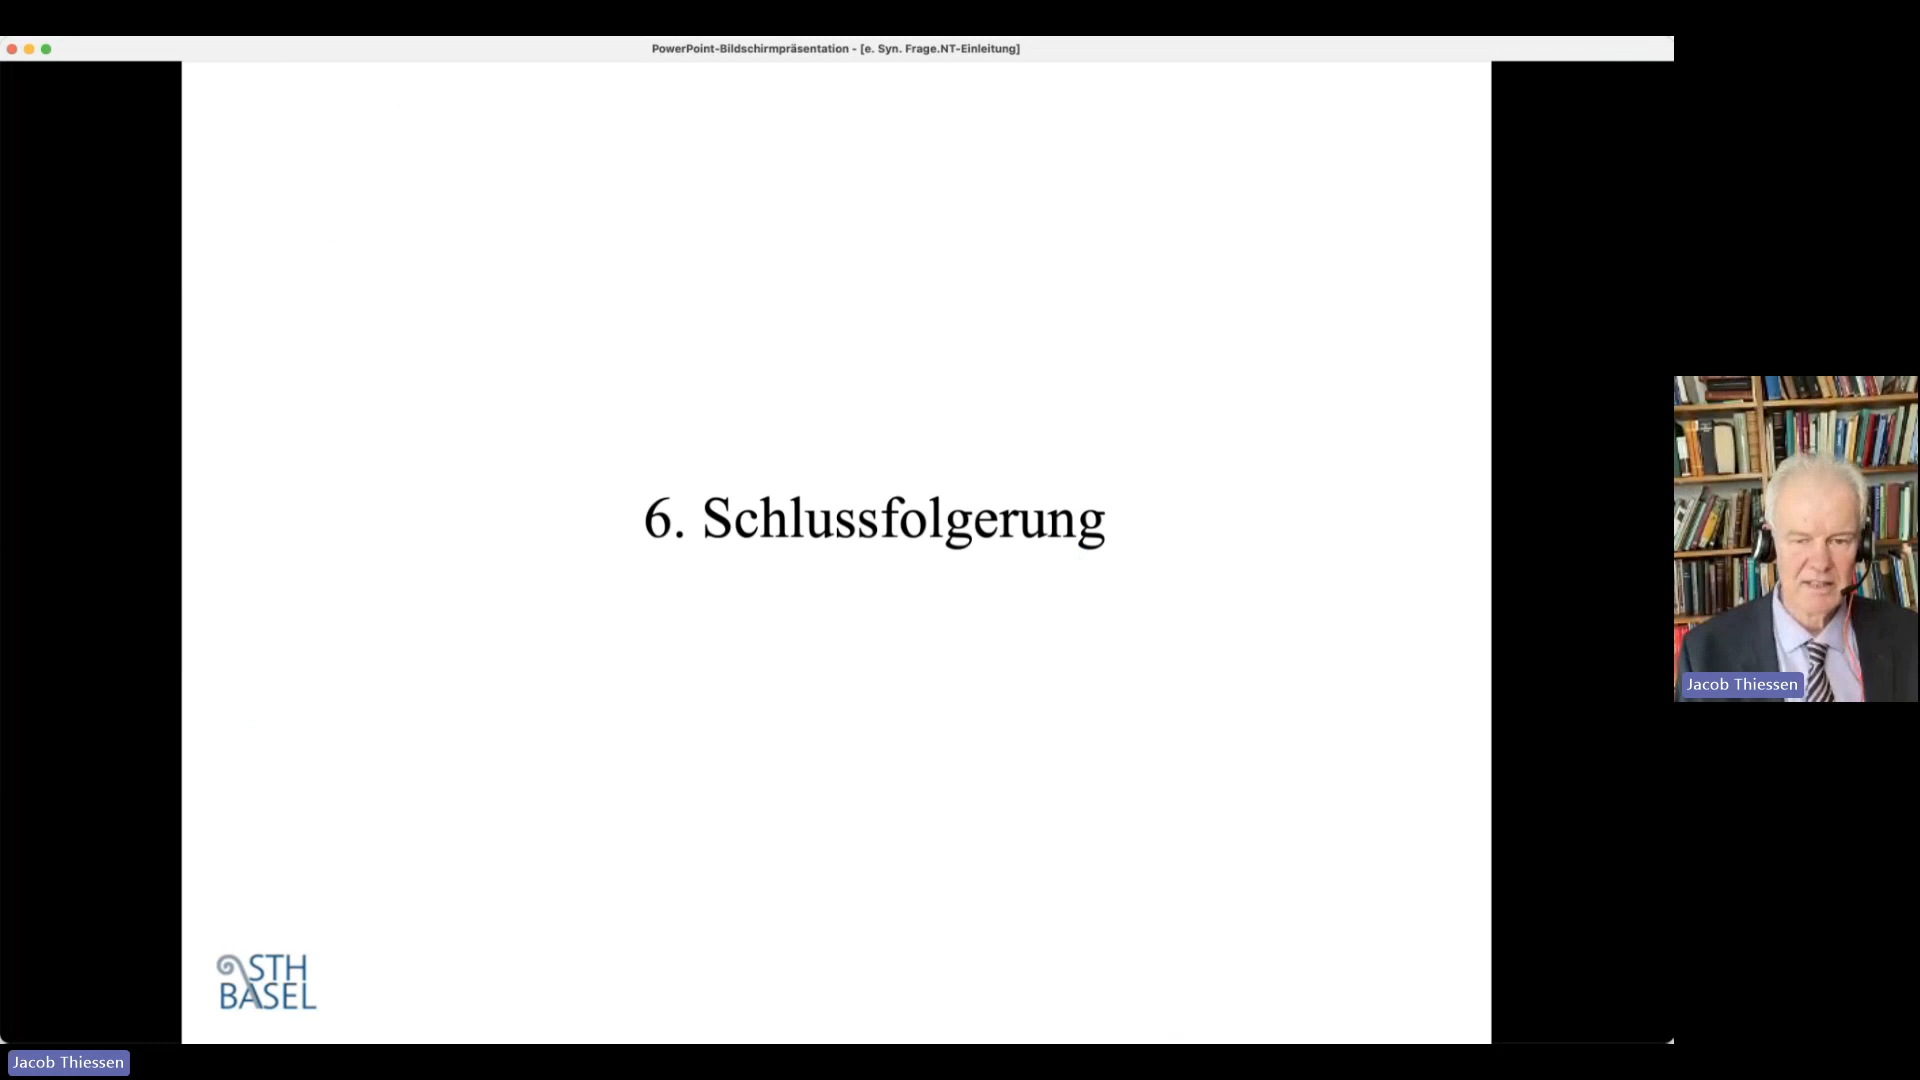 PowerPoint-Bildschirmpräsentation - [e. Syn. Frage.NT-Einleitung]
6. Schlussfolgerung
STH
BASEL
Jacob Thiessen
Jacob Thiessen